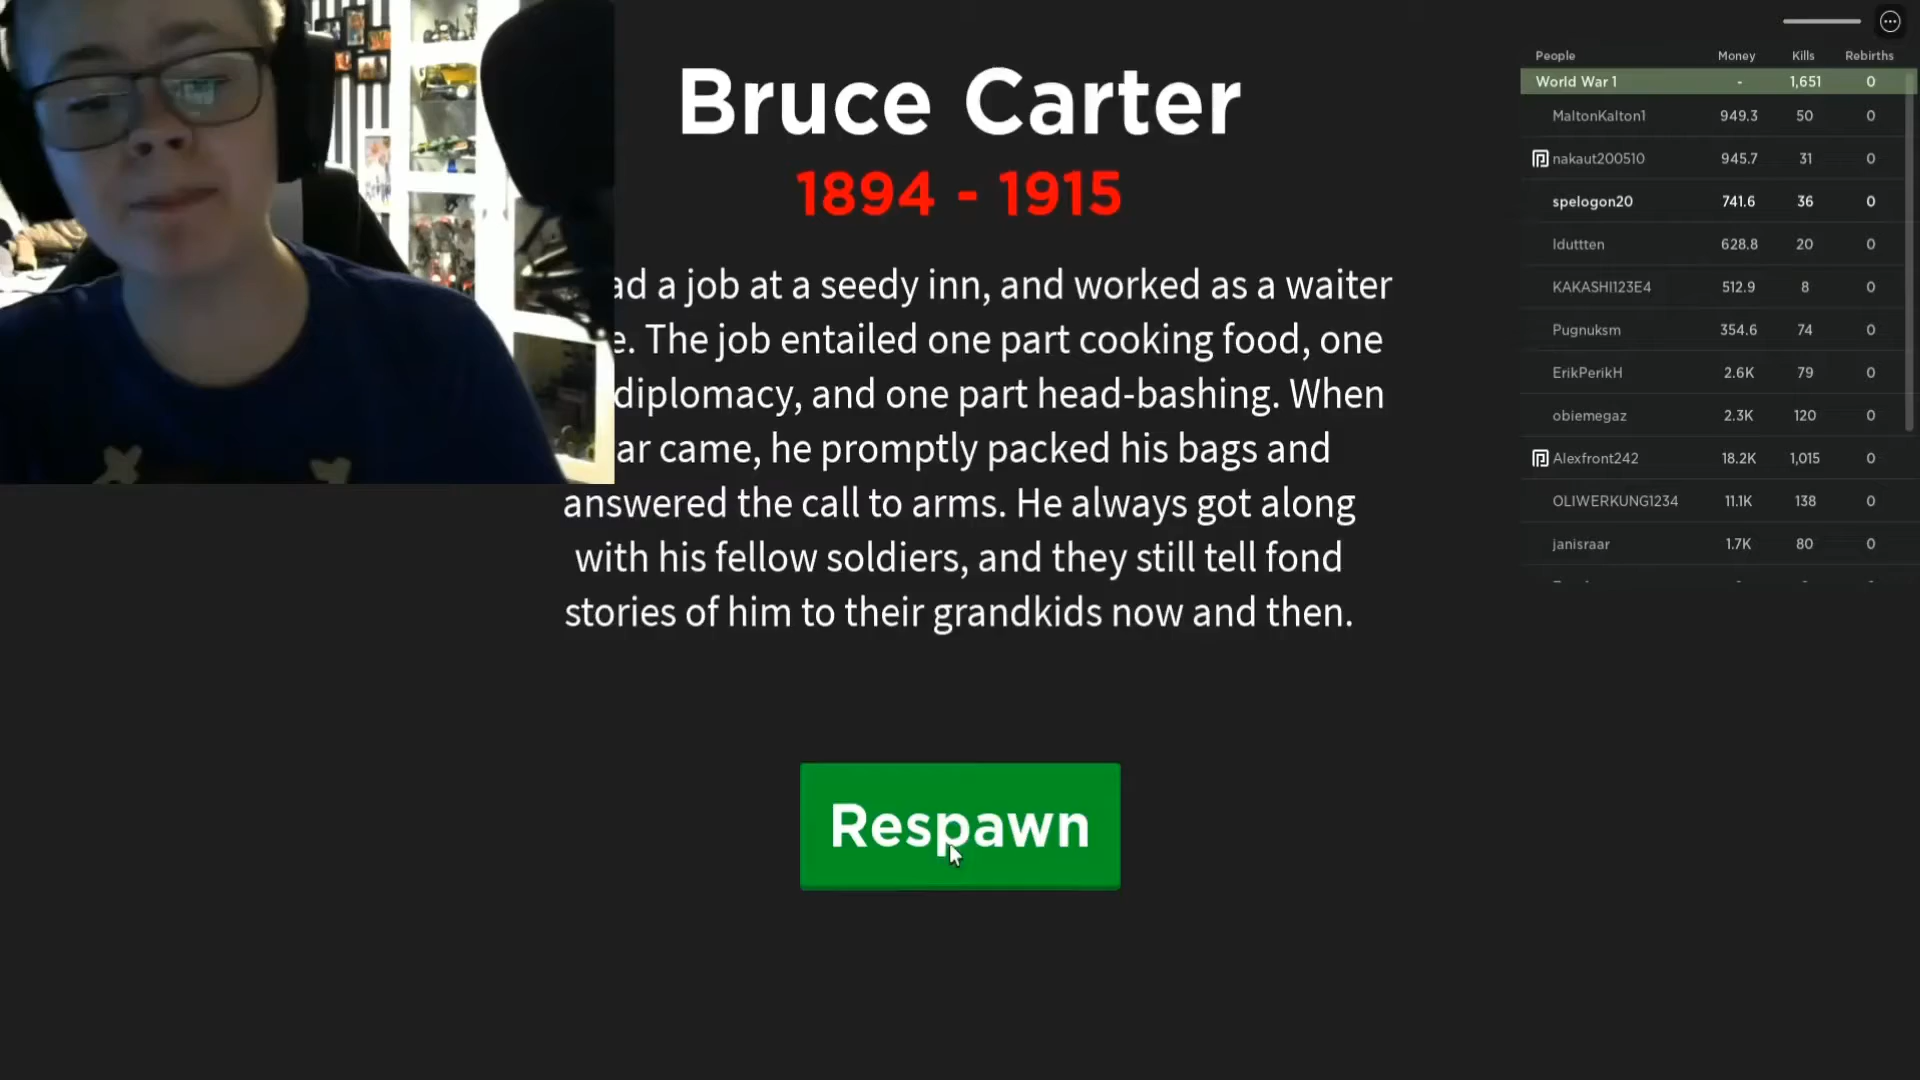 Bruce Carter
1894 - 1915
a job at a seedy inn, and worked as a waiter
The job entailed one part cooking food, one
diplomacy, and one part head-bashing. When
came, he promptly packed his bags and
answered the call to arms. He always got along
with his fellow soldiers, and they still tell fond
stories of him to their grandkids now and then.
Respawn
People Money Kills Rebirths
World War 1 - 1,651 0
MaltonKalton1 949.3 50 0
nakaut200510 945.7 31 0
spelogon20 741.6 36 0
Iduttten 628.8 20 0
KAKASHI123E4 512.9 8 0
Pugnuksm 354.6 74 0
ErikPerikH 2.6K 79 0
obiemegaz 2.3K 120 0
Alexfront242 18.2K 1,015 0
OLIWERKUNG1234 11.1K 138 0
janisraar 1.7K 80 0